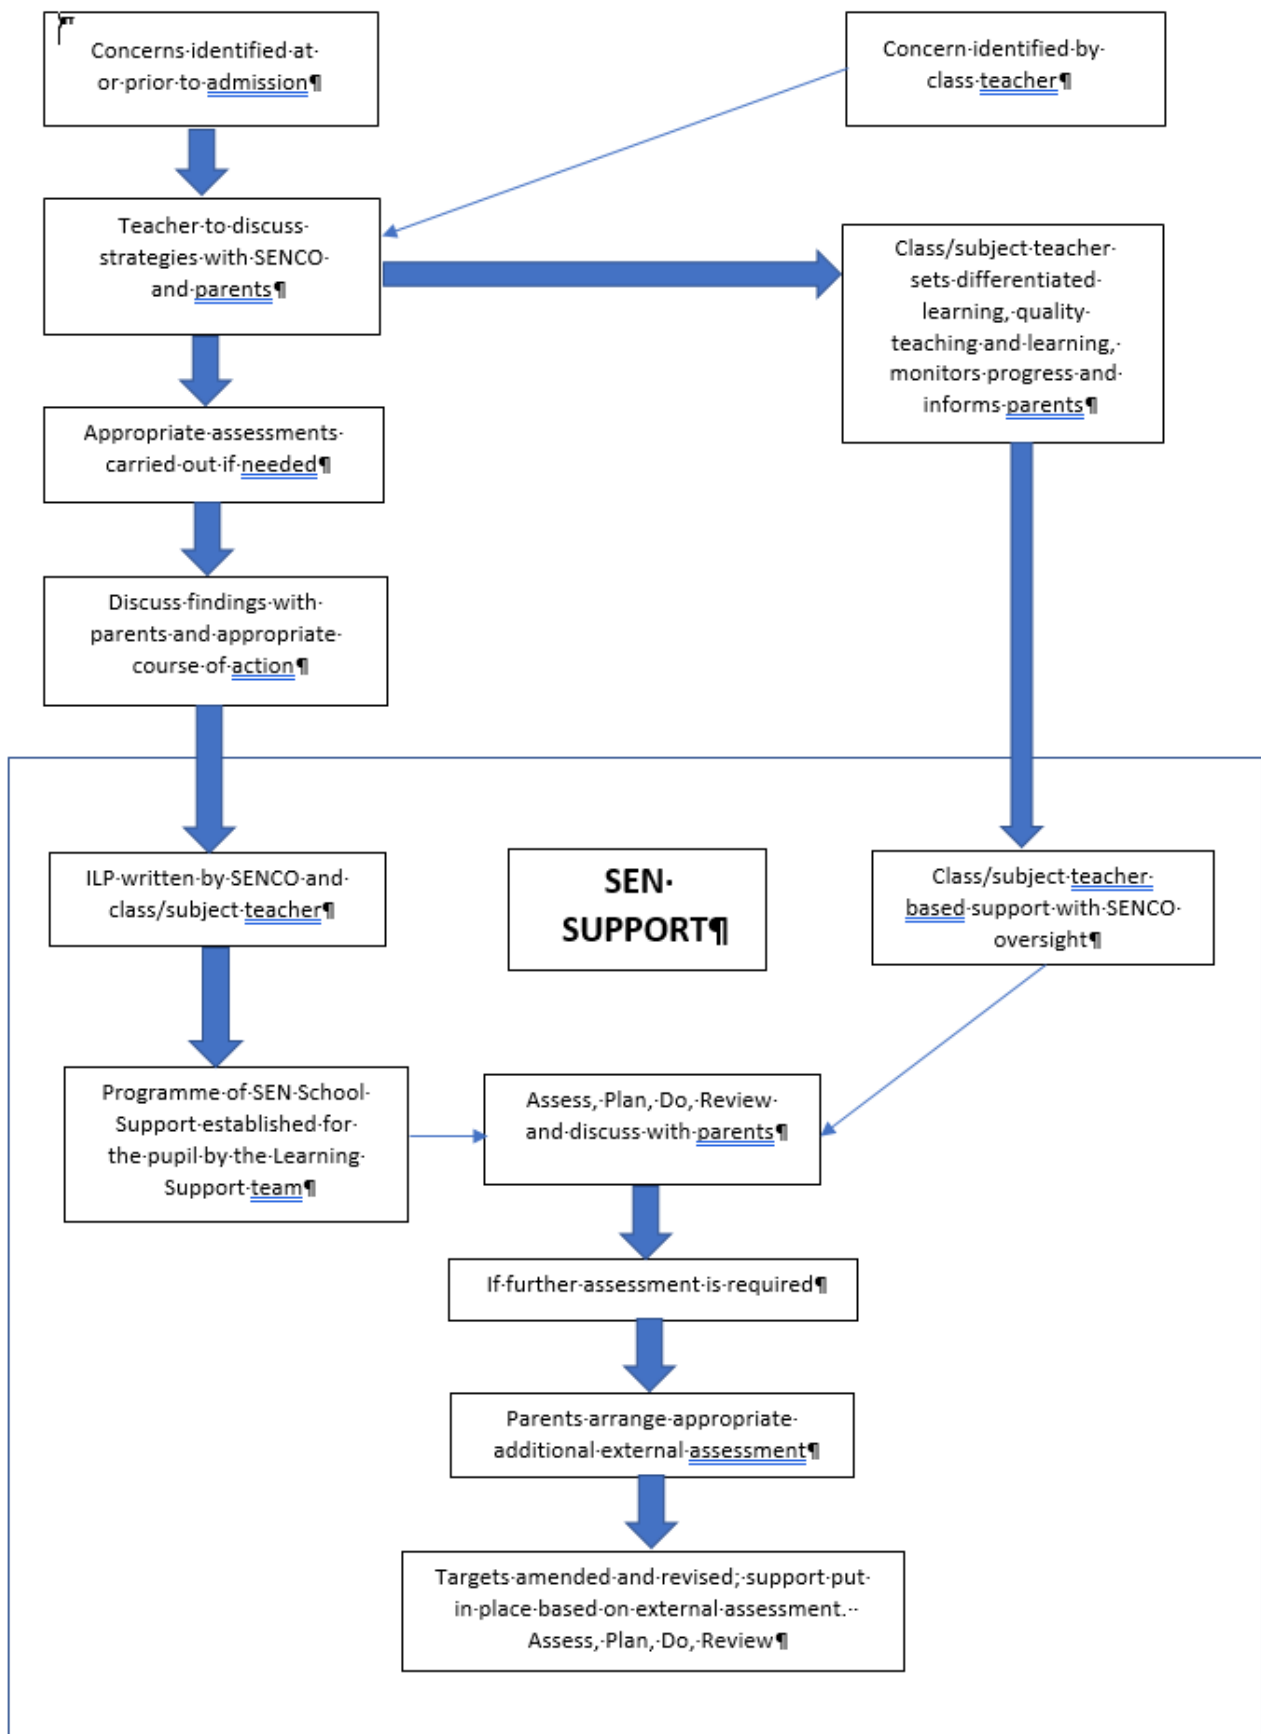 Concerns·identified·at·
or·prior·to·admission¶
Concern·identified·by·
class·teacher¶
Teacher·to·discuss·
strategies·with·SENCO·
and·parents¶
Class/subject·teacher·
sets·differentiated·
learning,·quality·
teaching·and·learning,·
monitors·progress·and·
informs·parents¶
Appropriate·assessments·
carried·out·if·needed¶
Discuss·findings·with·
parents·and·appropriate·
course·of·action¶
ILP·written·by·SENCO·and·
class/subject·teacher¶
SEN·
SUPPORT¶
Class/subject·teacher·
based·support·with·SENCO·
oversight¶
Programme·of·SEN·School·
Support·established·for·
the·pupil·by·the·Learning·
Support·team¶
Assess,·Plan,·Do,·Review·
and·discuss·with·parents¶
If·further·assessment·is·required¶
Parents·arrange·appropriate·
additional·external·assessment¶
Targets·amended·and·revised;·support·put·
in·place·based·on·external·assessment.··
Assess,·Plan,·Do,·Review¶